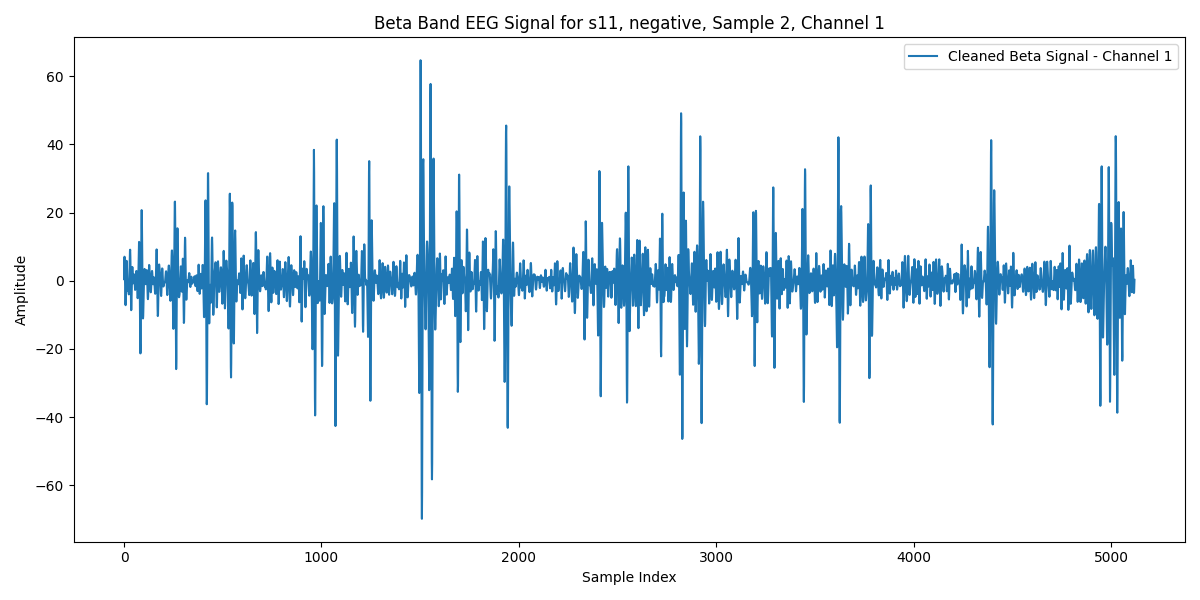 Beta Band EEG Signal for s11, negative, Sample 2, Channel 1
Cleaned Beta Signal - Channel 1
Amplitude
60
40
20
0
−20
−40
−60
0 1000 2000 3000 4000 5000
Sample Index